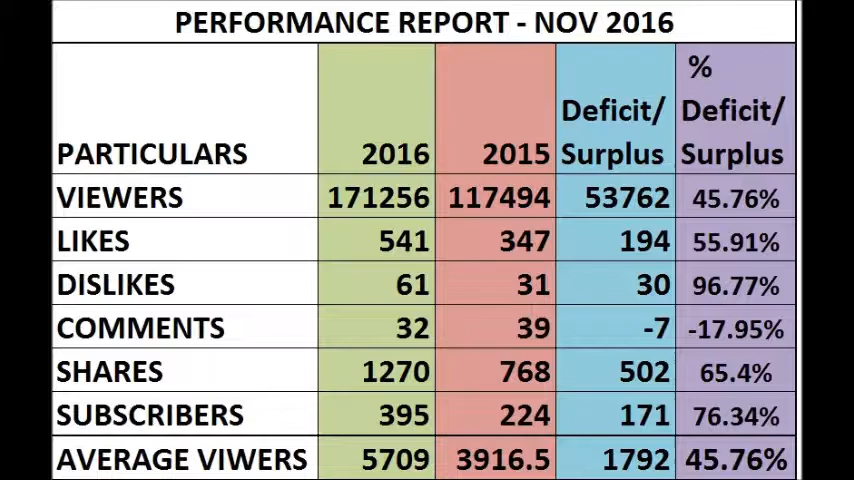 PERFORMANCE REPORT - NOV 2016
PARTICULARS 2016 2015 Deficit/ Surplus % Deficit/ Surplus
VIEWERS 171256 117494 53762 45.76%
LIKES 541 347 194 55.91%
DISLIKES 61 31 30 96.77%
COMMENTS 32 39 -7 -17.95%
SHARES 1270 768 502 65.4%
SUBSCRIBERS 395 224 171 76.34%
AVERAGE VIWERS 5709 3916.5 1792 45.76%